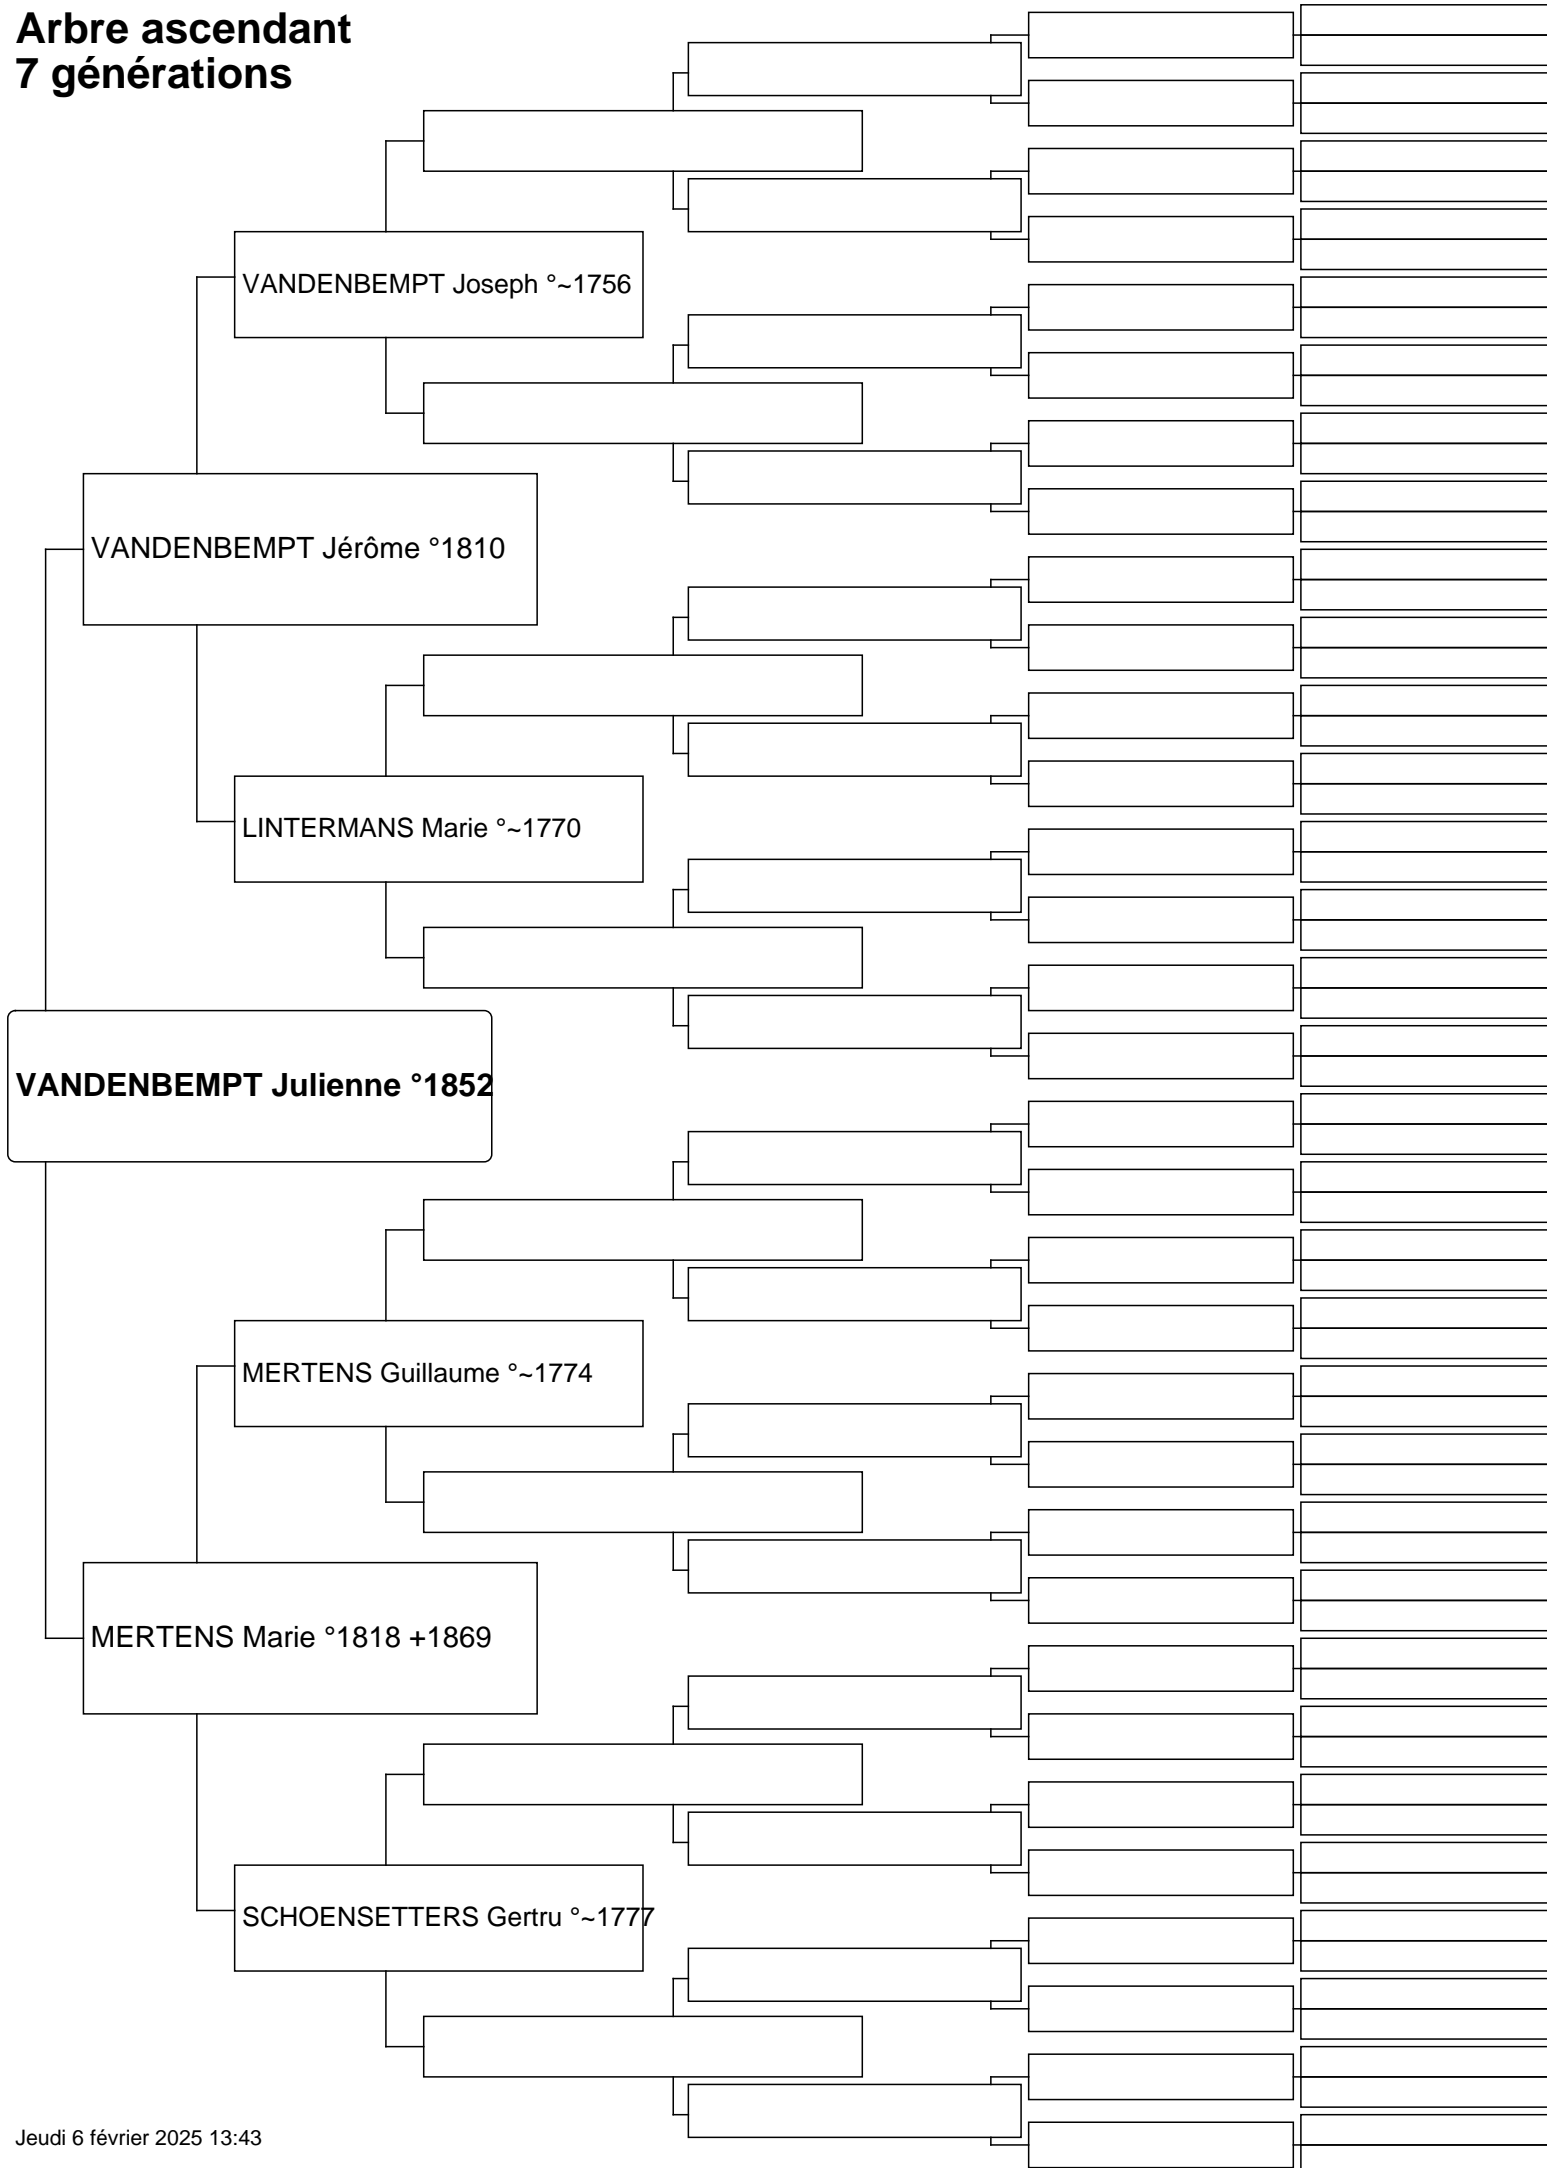 Arbre ascendant
7 générations
VANDENBEMPT Joseph °~1756
VANDENBEMPT Jérôme °1810
LINTERMANS Marie °~1770
VANDENBEMPT Julienne °1852
MERTENS Guillaume °~1774
MERTENS Marie °1818 +1869
SCHOENSETTERS Gertru °~1777
Jeudi 6 février 2025 13:43